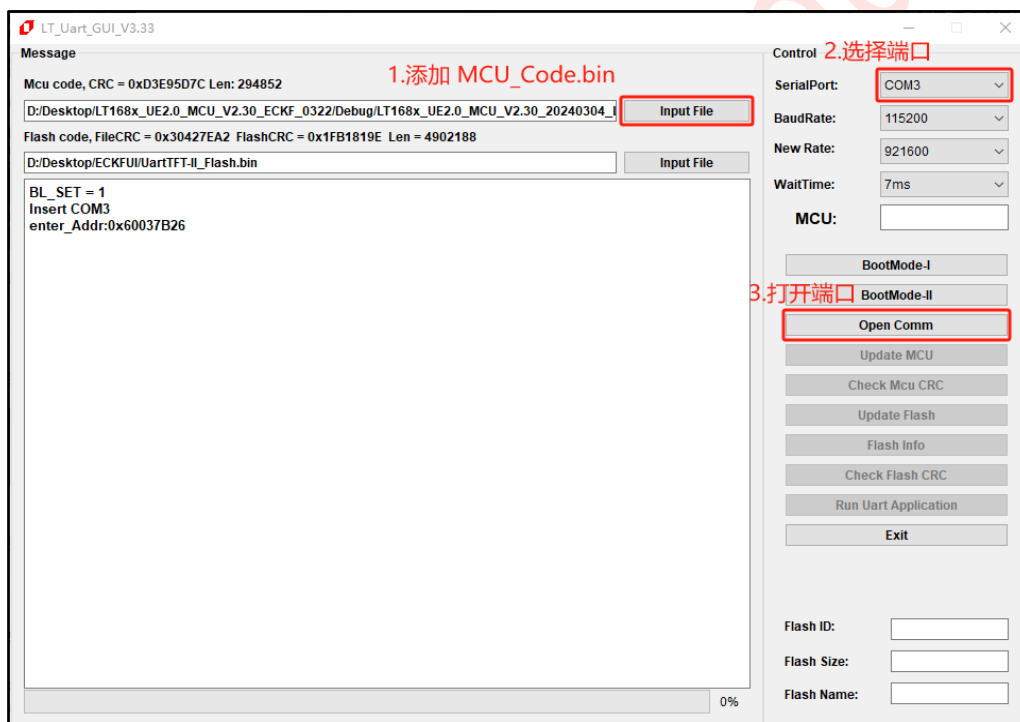 LT_Uart_GUI_V3.33
Message
Mcu code, CRC = 0xD3E95D7C Len: 294852
1.添加 MCU_Code.bin
D:/Desktop/LT168x_UE2.0_MCU_V2.30_ECKF_0322/Debug/LT168x_UE2.0_MCU_V2.30_20240304_
Input File
Flash code, FileCRC = 0x30427EA2 FlashCRC = 0x1FB1819E Len = 4902188
D:/Desktop/ECKFUI/UartTFT-II_Flash.bin
Input File
BL_SET = 1
Insert COM3
enter_Addr:0x60037B26
0%
Control
2.选择端口
SerialPort: COM3
BaudRate: 115200
New Rate: 921600
WaitTime: 7ms
MCU:
BootMode-I
3.打开端口
BootMode-II
Open Comm
Update MCU
Check Mcu CRC
Update Flash
Flash Info
Check Flash CRC
Run Uart Application
Exit
Flash ID:
Flash Size:
Flash Name: